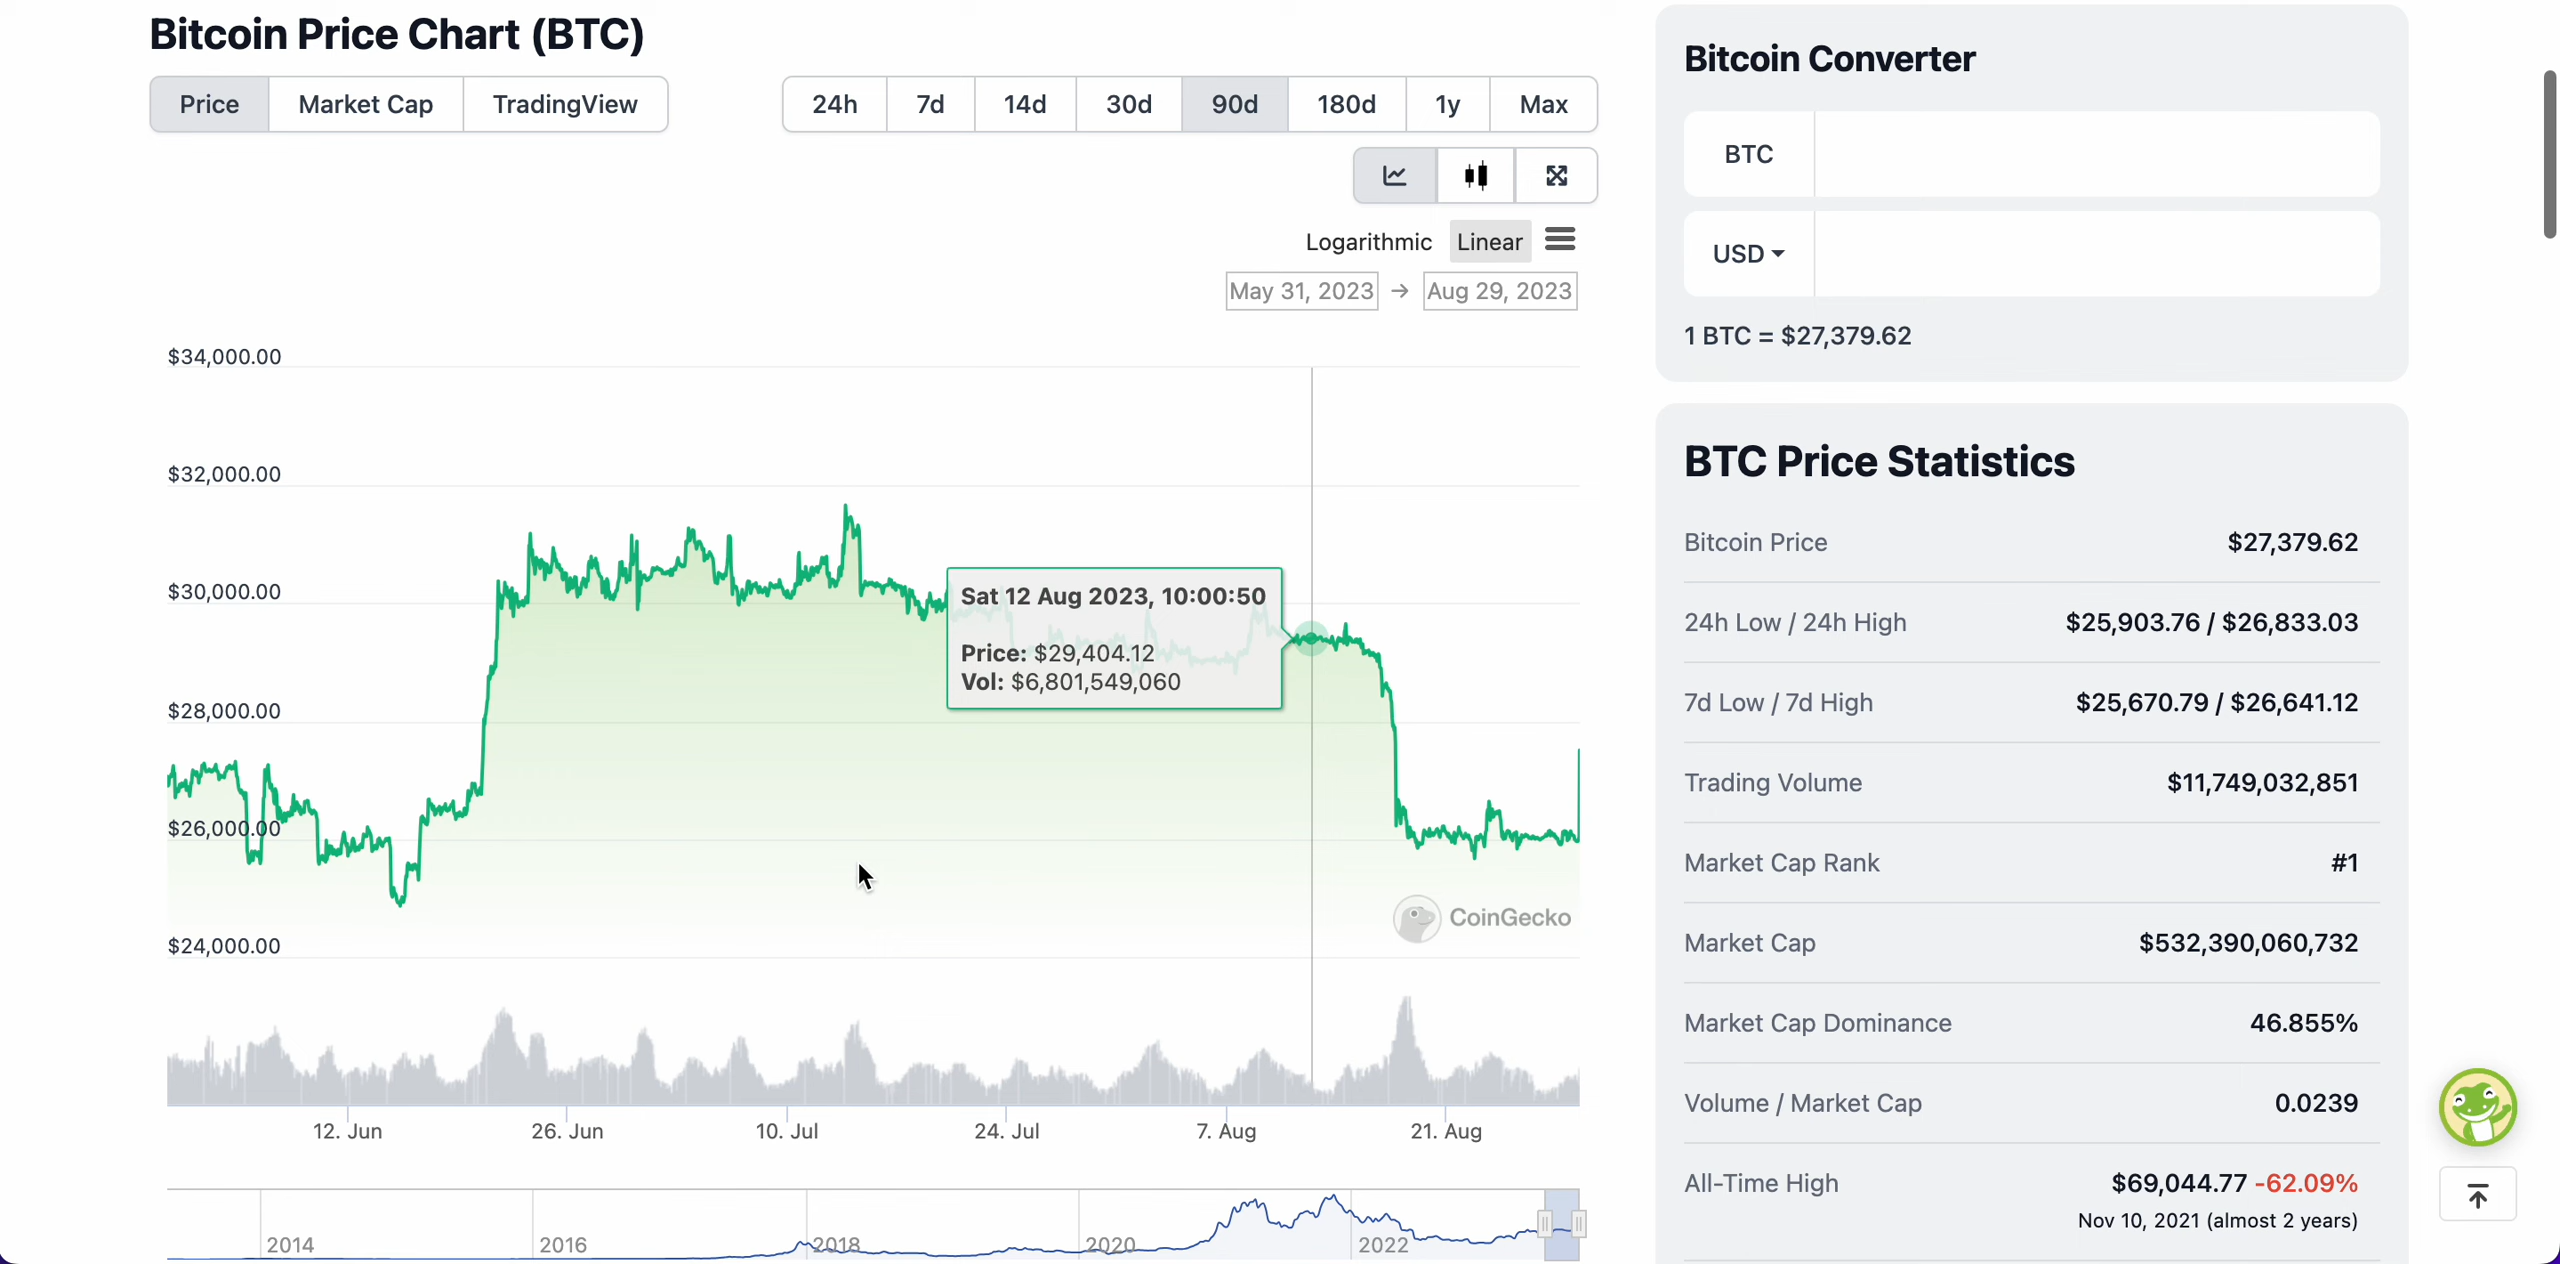 Bitcoin Price Chart (BTC)
Price Market Cap TradingView
24h 7d 14d 30d 90d 180d 1y Max
Logarithmic Linear
May 31, 2023 → Aug 29, 2023
$34,000.00
$32,000.00
$30,000.00
$28,000.00
$26,000.00
$24,000.00
Sat 12 Aug 2023, 10:00:50
Price: $29,404.12
Vol: $6,801,549,060
CoinGecko
12. Jun 26. Jun 10. Jul 24. Jul 7. Aug 21. Aug
2014 2016 2018 2020 2022
Bitcoin Converter
BTC
USD
1 BTC = $27,379.62
BTC Price Statistics
Bitcoin Price $27,379.62
24h Low / 24h High $25,903.76 / $26,833.03
7d Low / 7d High $25,670.79 / $26,641.12
Trading Volume $11,749,032,851
Market Cap Rank #1
Market Cap $532,390,060,732
Market Cap Dominance 46.855%
Volume / Market Cap 0.0239
All-Time High $69,044.77 -62.09%
Nov 10, 2021 (almost 2 years)